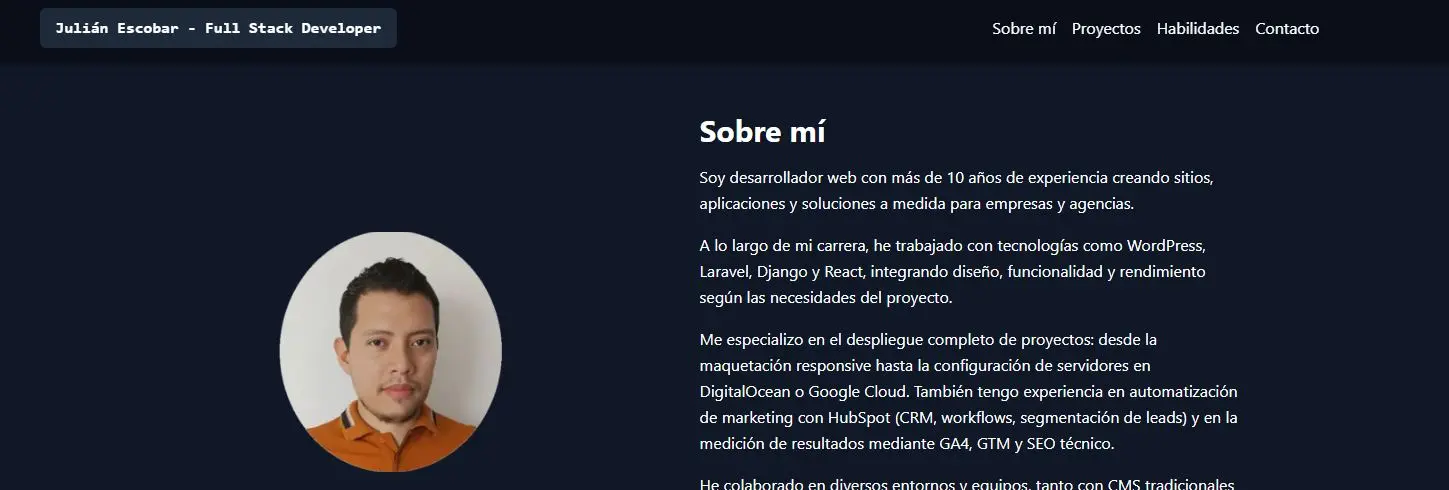 Julián Escobar - Full Stack Developer
Sobre mí Proyectos Habilidades Contacto
Sobre mí
Soy desarrollador web con más de 10 años de experiencia creando sitios,
aplicaciones y soluciones a medida para empresas y agencias.
A lo largo de mi carrera, he trabajado con tecnologías como WordPress,
Laravel, Django y React, integrando diseño, funcionalidad y rendimiento
según las necesidades del proyecto.
Me especializo en el despliegue completo de proyectos: desde la
maquetación responsive hasta la configuración de servidores en
DigitalOcean o Google Cloud. También tengo experiencia en automatización
de marketing con HubSpot (CRM, workflows, segmentación de leads) y en la
medición de resultados mediante GA4, GTM y SEO técnico.
He colaborado en diversos entornos y equipos, tanto con CMS tradicionales